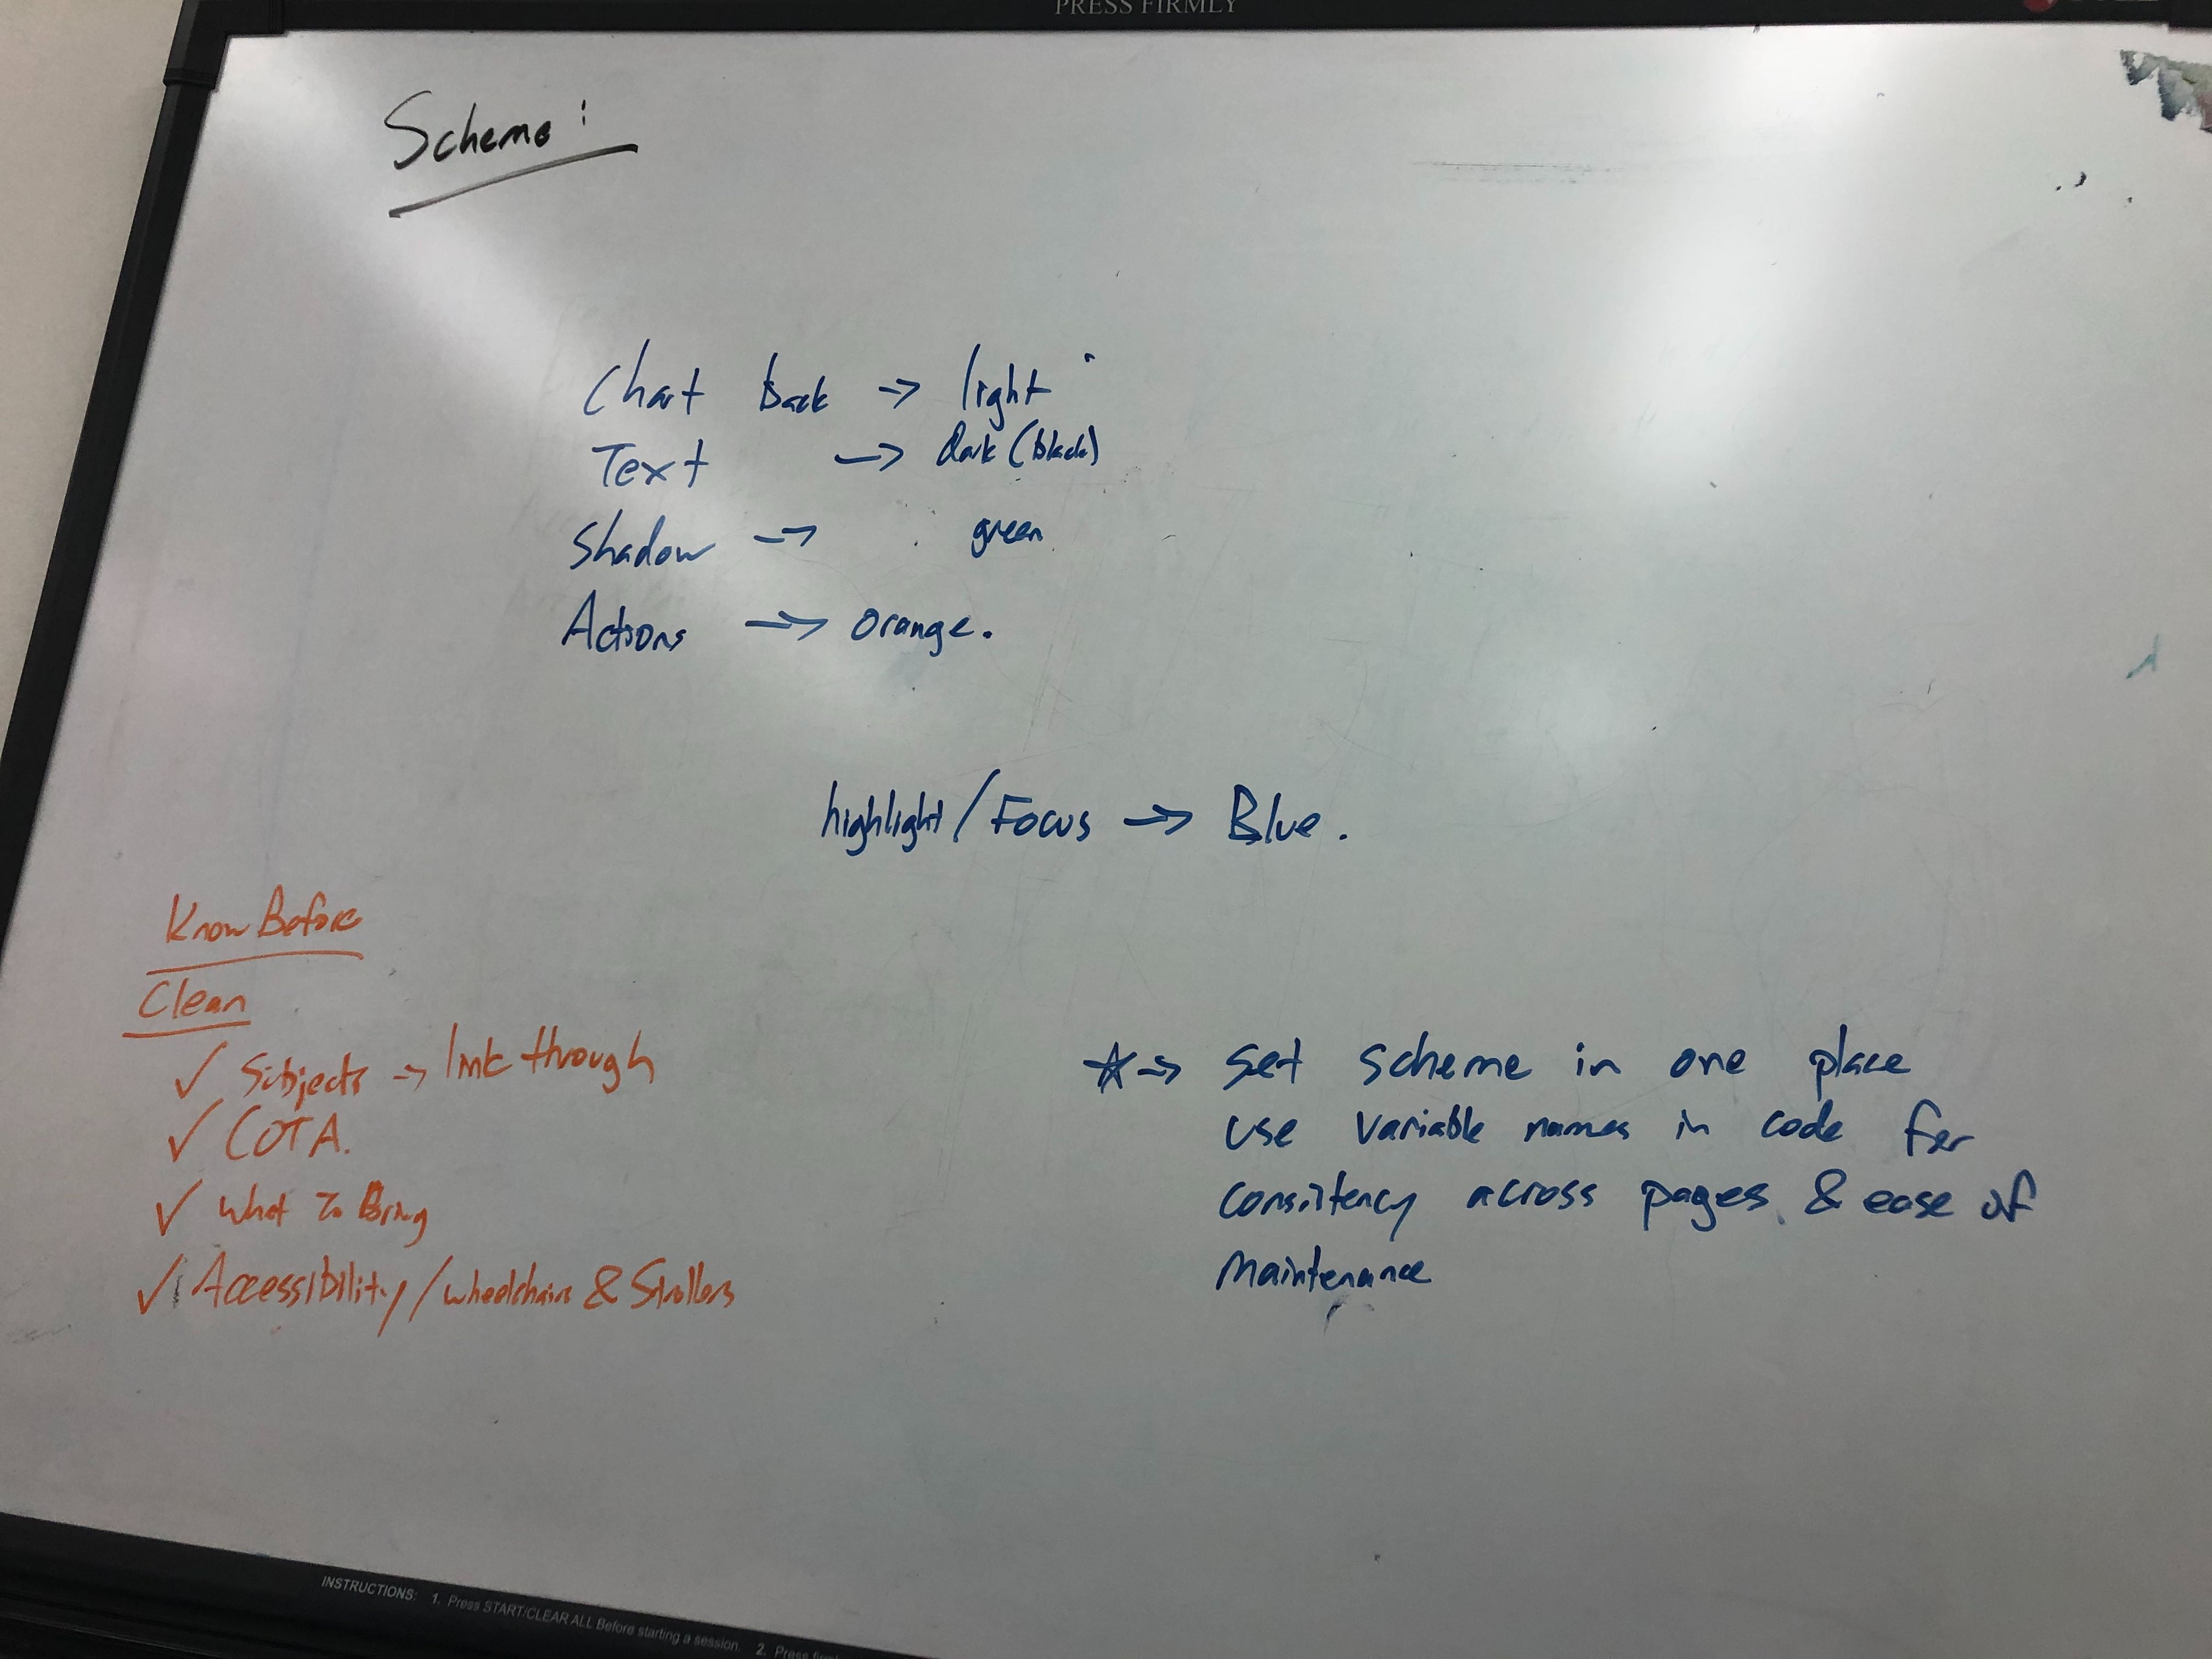 PRESS FIRMLY
Scheme:
Chart back → light
Text → dark (black)
Shadow → green
Actions → orange.
highlight/Focus → Blue.
Know Before
Clean
✓ Subjects → link through
✓ COTA.
✓ What to Bring
✓ Accessibility/wheelchairs & Strollers
☆→ Set scheme in one place
use variable names in code for
consistency across pages & ease of
maintenance
INSTRUCTIONS: 1. Press START/CLEAR ALL Before starting a session. 2. Press